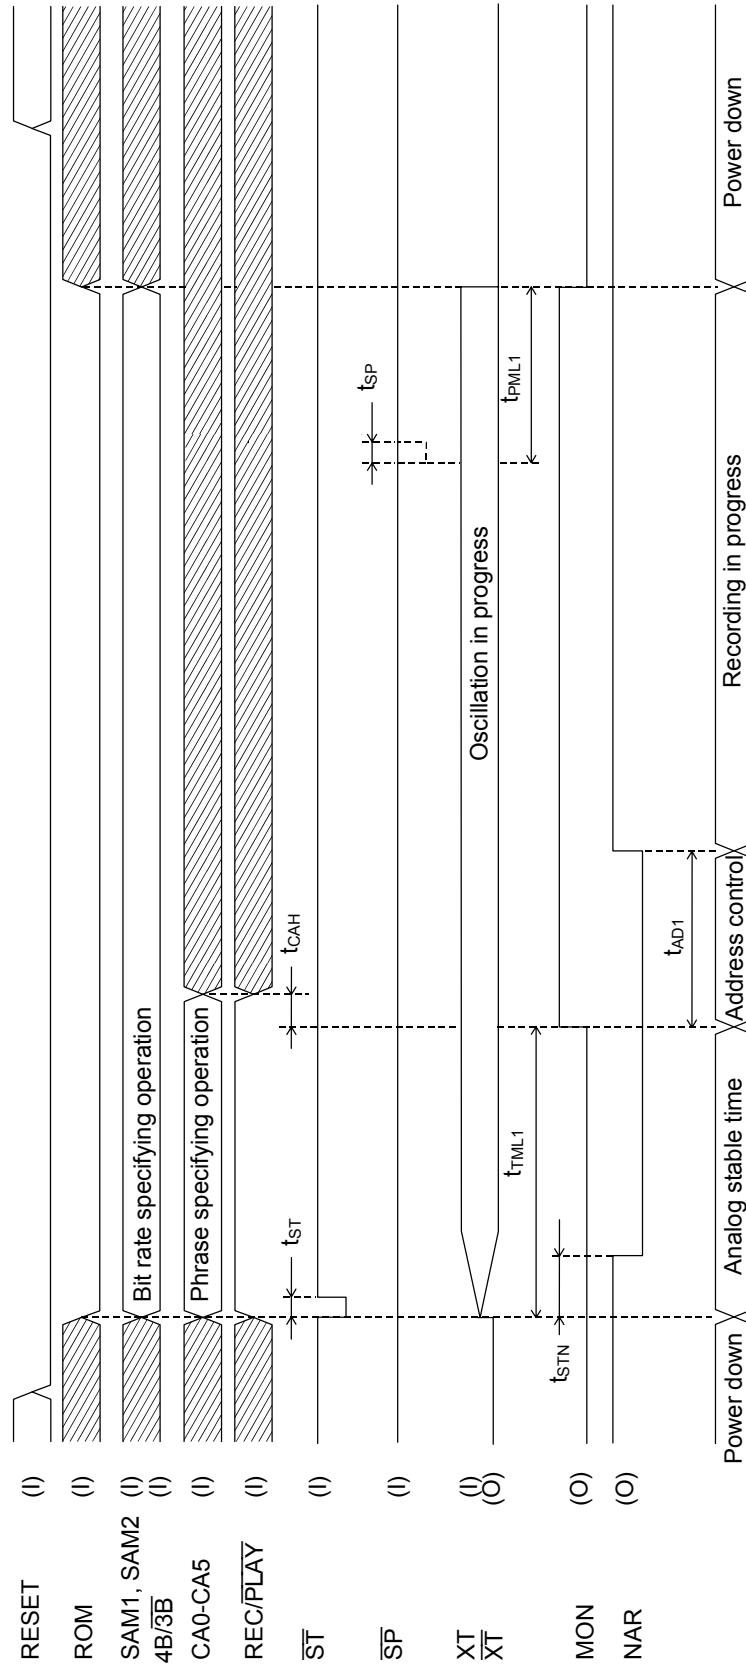 RESET (I)
ROM (I)
SAM1, SAM2 (I)
4B/3B (I)
CA0-CA5 (I)
REC/PLAY (I)
ST (I)
SP (I)
XT (I)
XT (O)
MON (O)
NAR (O)
Bit rate specifying operation
Phrase specifying operation
tST
tCAH
tSP
Oscillation in progress
tTML1
tPML1
tSTN
tAD1
Power down
Analog stable time
Address control
Recording in progress
Power down